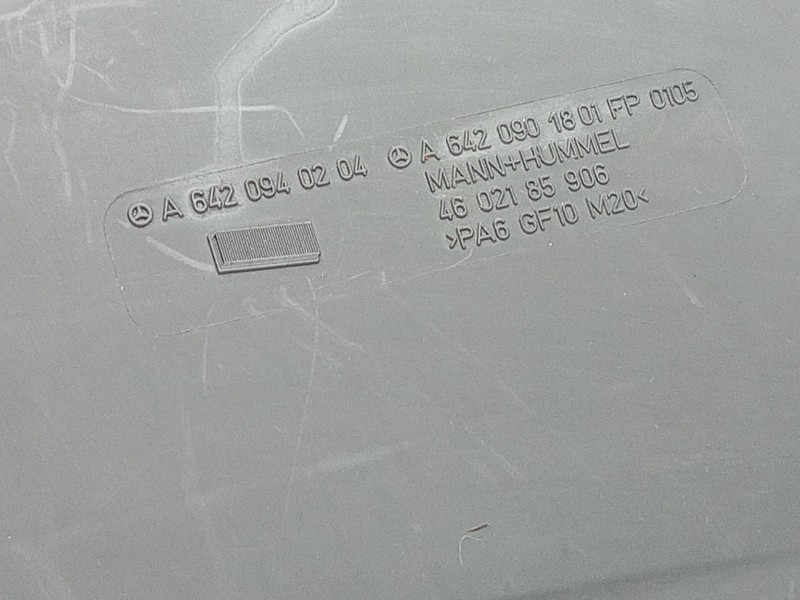 A 642 094 02 04
A 642 090 18 01 FP 0105
MANN+HUMMEL
46 021 85 906
>PA6 GF10 M20<